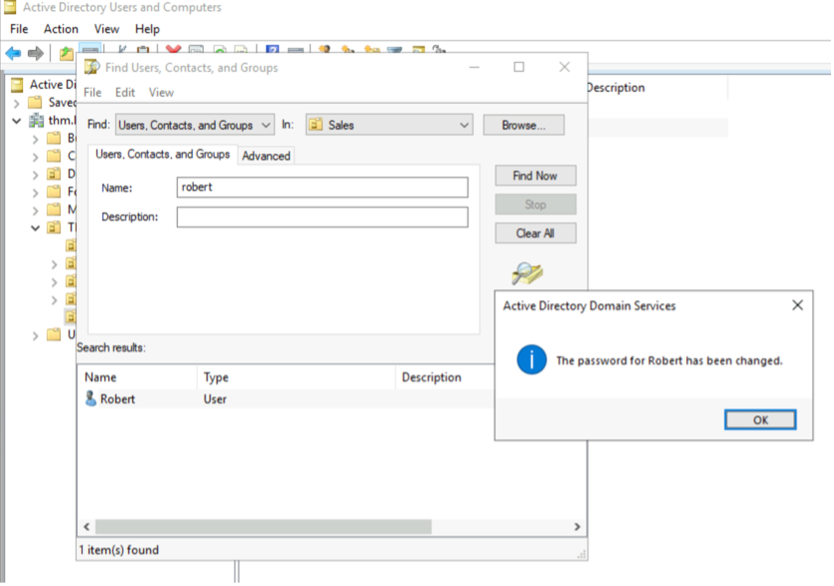 Active Directory Users and Computers
File Action View Help
Find Users, Contacts, and Groups
File Edit View
Active Di
Saved
thm.l
Description
Find: Users, Contacts, and Groups In: Sales Browse...
Users, Contacts, and Groups Advanced
Name: robert
Description:
Find Now
Stop
Clear All
B
C
D
Fo
M
TH
U
Active Directory Domain Services
The password for Robert has been changed.
OK
Search results:
Name Type Description
Robert User
1 item(s) found